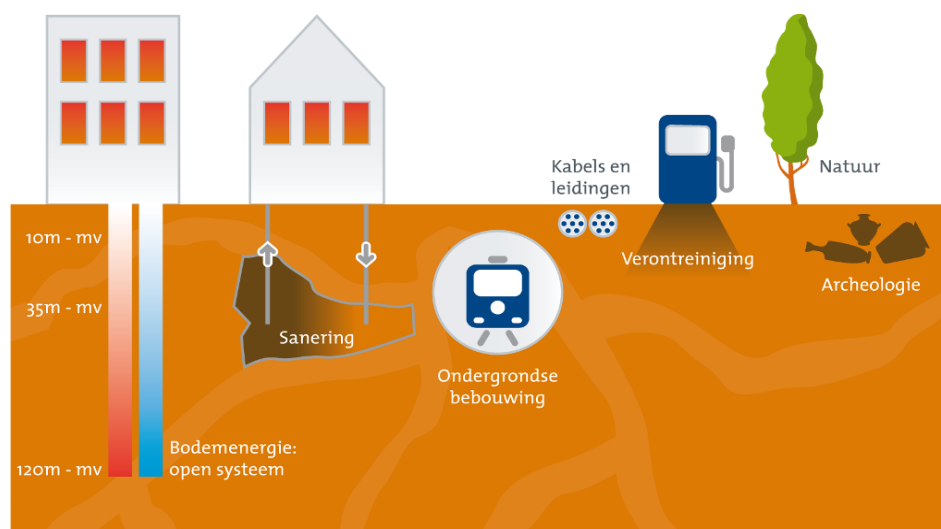 Kabels en
leidingen
Natuur
10m - mv
Verontreiniging
Archeologie
35m - mv
Sanering
Ondergrondse
bebouwing
Bodemenergie:
open systeem
120m - mv